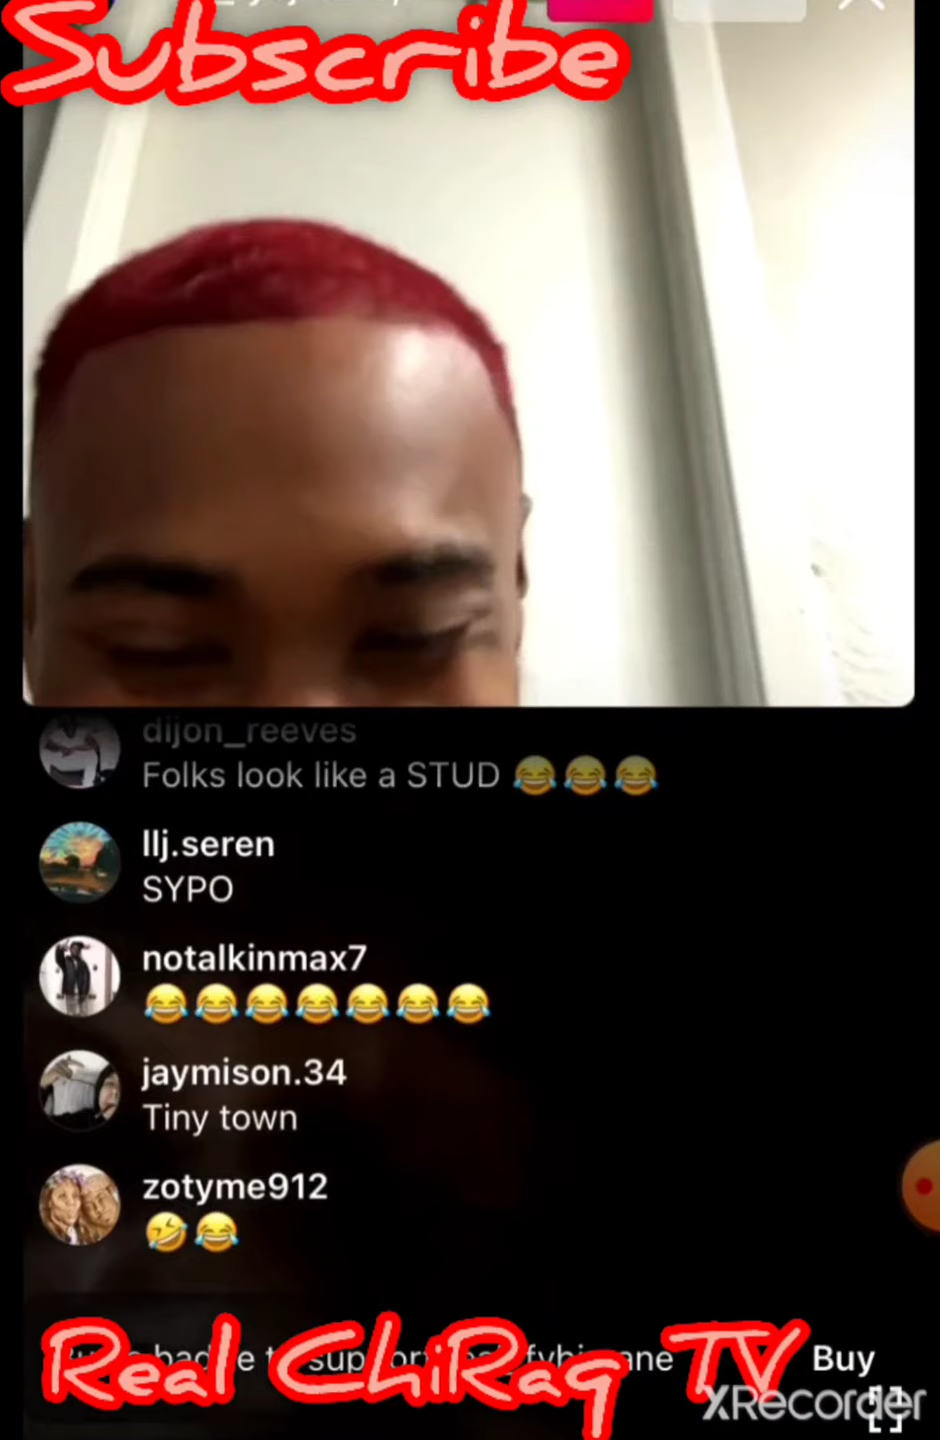 Subscribe
dijon_reeves
Folks look like a STUD 😂😂😂
llj.seren
SYPO
notalkinmax7
😂😂😂😂😂😂😂
jaymison.34
Tiny town
zotyme912
🤣😂
Buy
Real ChiRaq TV
XRecorder